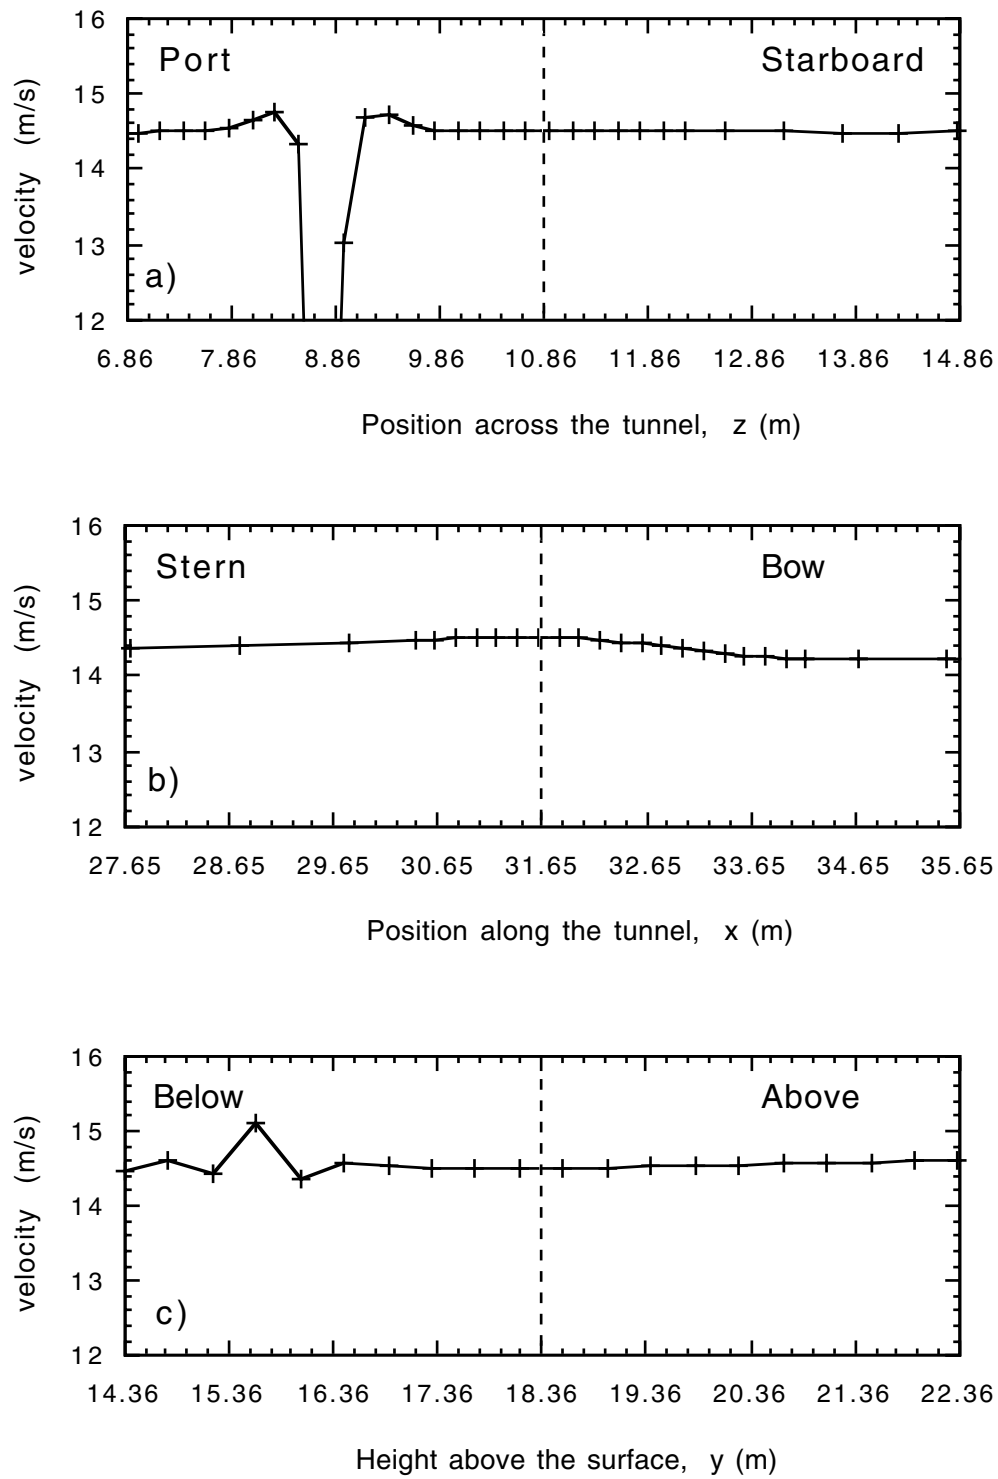 16
Port Starboard
15
14
13
a)
12
velocity (m/s)
6.86 7.86 8.86 9.86 10.86 11.86 12.86 13.86 14.86
Position across the tunnel, z (m)
16
Stern Bow
15
14
13
b)
12
velocity (m/s)
27.65 28.65 29.65 30.65 31.65 32.65 33.65 34.65 35.65
Position along the tunnel, x (m)
16
Below Above
15
14
13
c)
12
velocity (m/s)
14.36 15.36 16.36 17.36 18.36 19.36 20.36 21.36 22.36
Height above the surface, y (m)